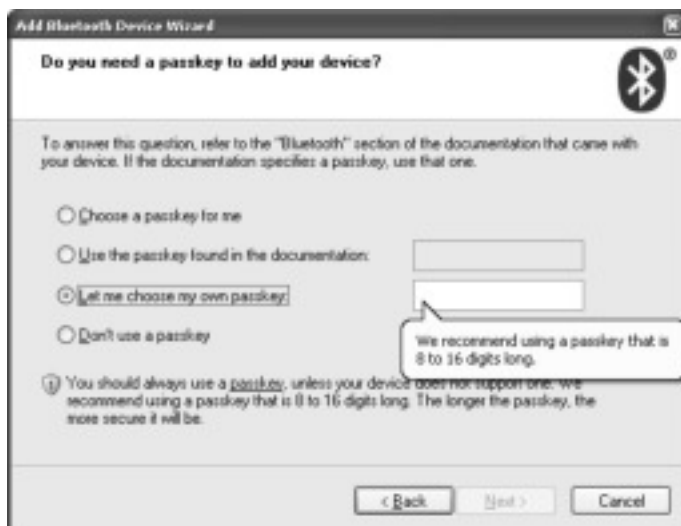 Add Bluetooth Device Wizard
Do you need a passkey to add your device?
®
To answer this question, refer to the "Bluetooth" section of the documentation that came with
your device. If the documentation specifies a passkey, use that one.
Choose a passkey for me
Use the passkey found in the documentation:
Let me choose my own passkey:
Don't use a passkey
We recommend using a passkey that is
8 to 16 digits long.
You should always use a passkey, unless your device does not support one. We
recommend using a passkey that is 8 to 16 digits long. The longer the passkey, the
more secure it will be.
< Back
Next >
Cancel